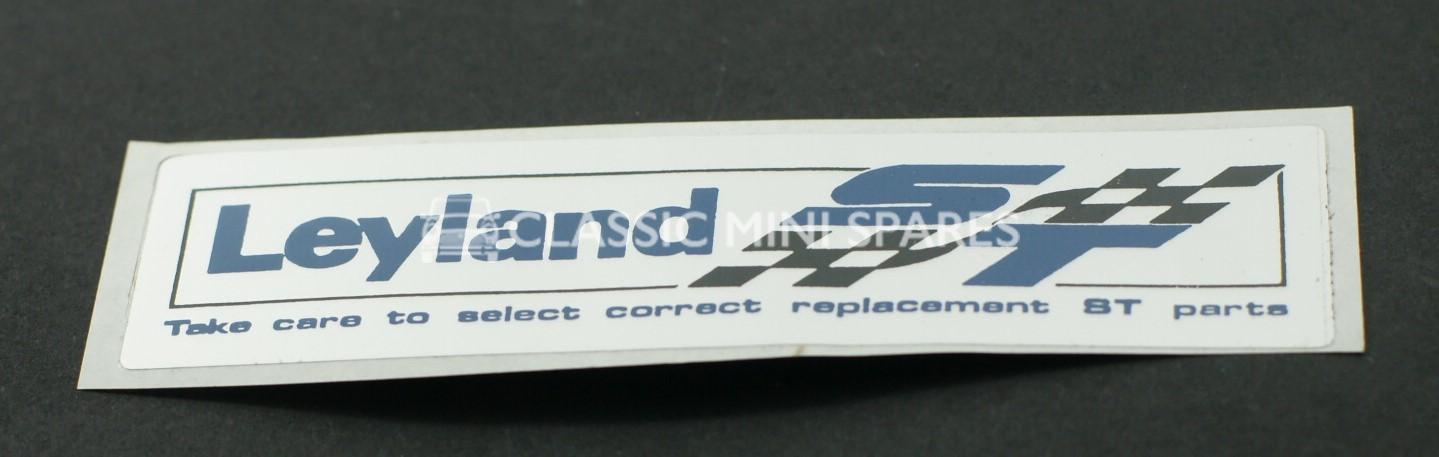 Leyland ST
CLASSIC MINI SPARES
Take care to select correct replacement ST parts